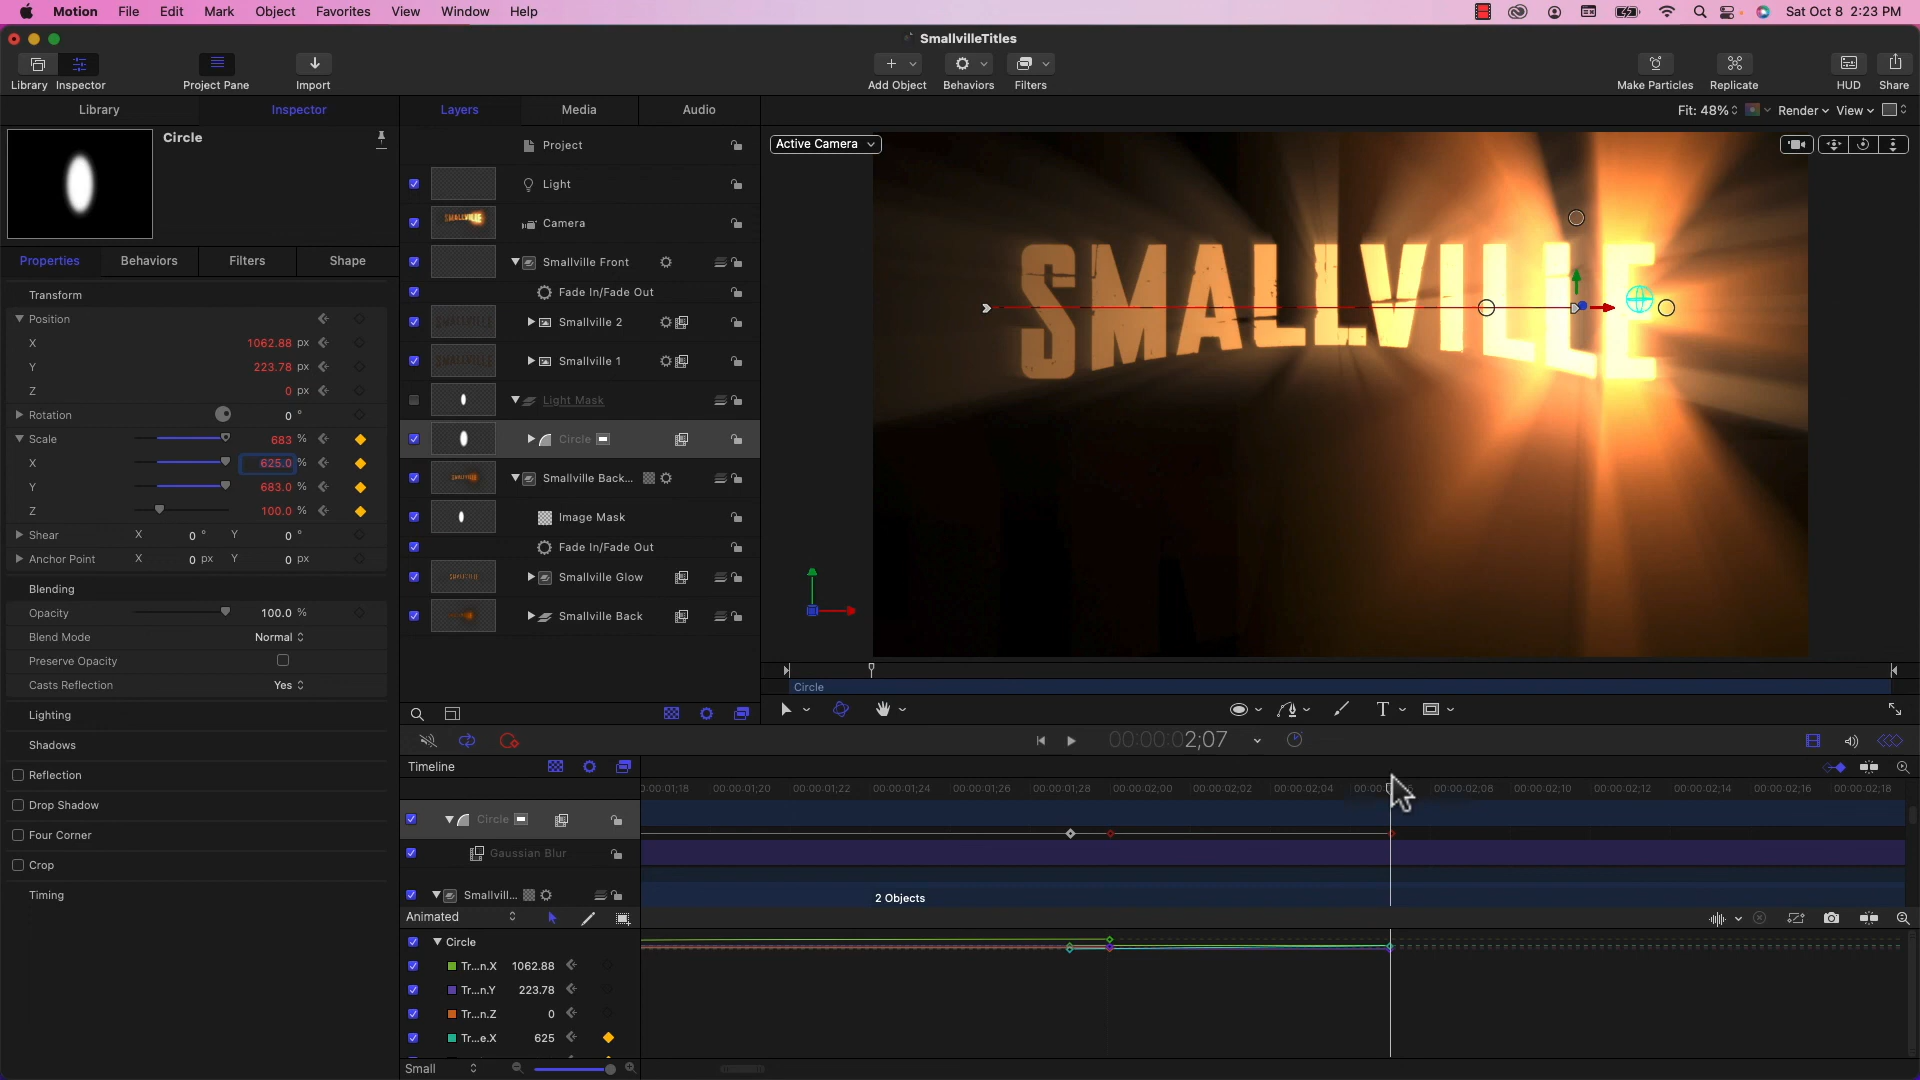 Motion File Edit Mark Object Favorites View Window Help Sat Oct 8 2:23 PM
SmallvilleTitles
Library Inspector Project Pane Import Add Object Behaviors Filters Make Particles Replicate HUD Share
Library Inspector Layers Media Audio Fit: 48% Render View
Circle
Active Camera
SMALLVILLE
Properties Behaviors Filters Shape
Transform
Position
X 1062.88 px
Y 223.78 px
Z 0 px
Rotation 0 °
Scale 683 %
X 625.0 %
Y 683.0 %
Z 100.0 %
Shear X 0 ° Y 0 °
Anchor Point X 0 px Y 0 px
Blending
Opacity 100.0 %
Blend Mode Normal
Preserve Opacity
Casts Reflection Yes
Lighting
Shadows
Reflection
Drop Shadow
Four Corner
Crop
Timing
Project
Light
SMALLVILLE
Camera
Smallville Front
Fade In/Fade Out
Smallville 2
Smallville 1
Light Mask
Circle
Smallville Back...
Image Mask
Fade In/Fade Out
Smallville Glow
Smallville Back
Circle
T
00:00:02;07
Timeline
00:00:01;18 00:00:01;20 00:00:01;22 00:00:01;24 00:00:01;26 00:00:01;28 00:00:02;00 00:00:02;02 00:00:02;04 00:00:02;08 00:00:02;10 00:00:02;12 00:00:02;14 00:00:02;16 00:00:02;18
Circle
Gaussian Blur
Smallvill...
2 Objects
Animated
Circle
Tr...n.X 1062.88
Tr...n.Y 223.78
Tr...n.Z 0
Tr...e.X 625
Small